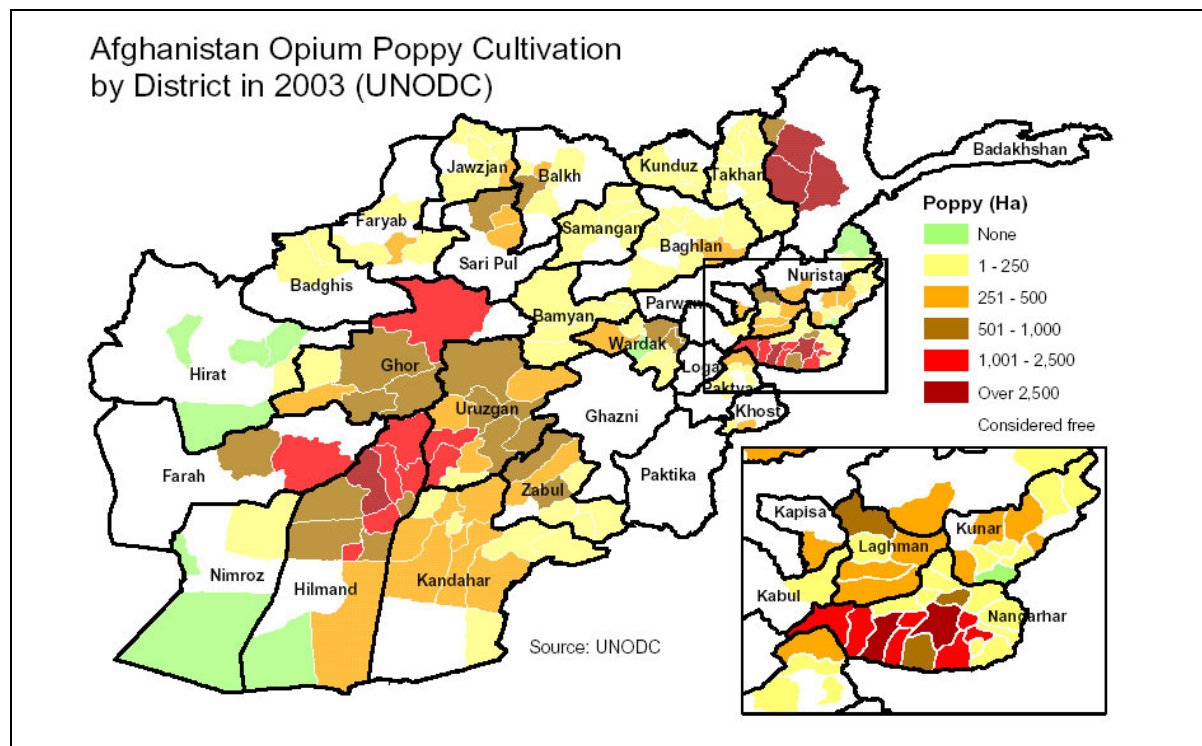 Afghanistan Opium Poppy Cultivation
by District in 2003 (UNODC)
Badakhshan
Jawzjan
Balkh
Kunduz
Takhar
Poppy (Ha)
None
1 - 250
251 - 500
501 - 1,000
1,001 - 2,500
Over 2,500
Considered free
Faryab
Samangan
Baghlan
Sari Pul
Nuristan
Badghis
Parwan
Bamyan
Wardak
Hirat
Ghor
Logar
Paktya
Uruzgan
Ghazni
Khost
Farah
Paktika
Zabul
Nimroz
Hilmand
Kandahar
Source: UNODC
Kapisa
Kunar
Laghman
Kabul
Nangarhar